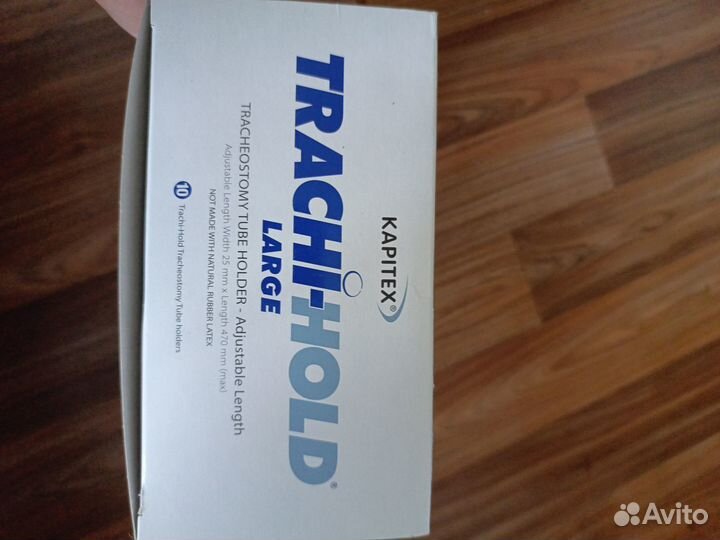 KAPITEX®
TRACHI-HOLD®
LARGE
TRACHEOSTOMY TUBE HOLDER - Adjustable Length
Adjustable Length Width 25 mm x Length 470 mm (max)
NOT MADE WITH NATURAL RUBBER LATEX
10 Trachi-Hold Tracheostomy Tube holders
Avito